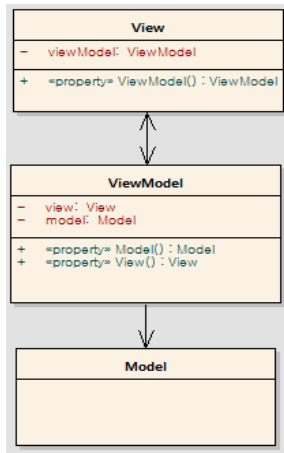 View
- viewModel: ViewModel
+ «property» ViewModel() : ViewModel
ViewModel
- view: View
- model: Model
+ «property» Model() : Model
+ «property» View() : View
Model